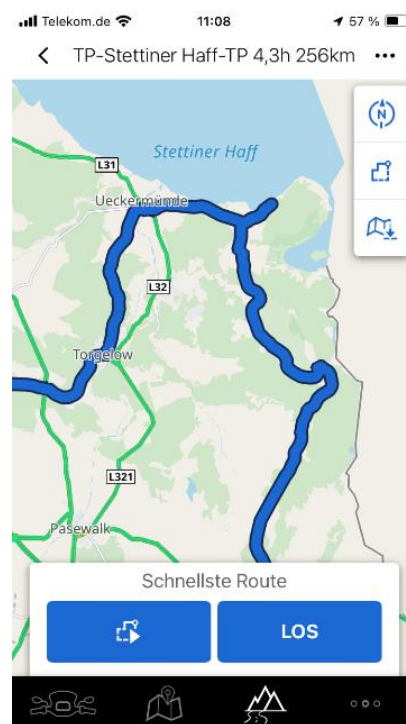 Telekom.de 11:08 57 %
TP-Stettiner Haff-TP 4,3h 256km
N
Stettiner Haff
L31
Ueckermünde
L32
Torgelow
L321
Pasewalk
Schnellste Route
LOS